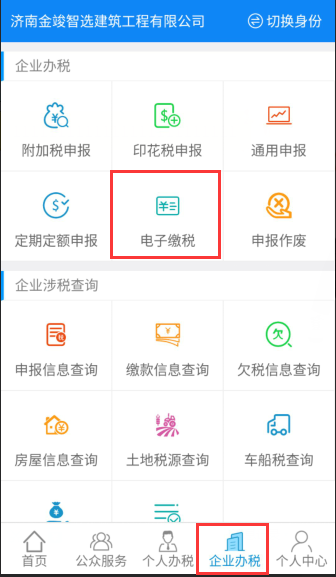 济南金竣智选建筑工程有限公司 切换身份
企业办税
附加税申报 印花税申报 通用申报
定期定额申报 电子缴税 申报作废
企业涉税查询
申报信息查询 缴款信息查询 欠税信息查询
房屋信息查询 土地税源查询 车船税查询
首页 公众服务 个人办税 企业办税 个人中心